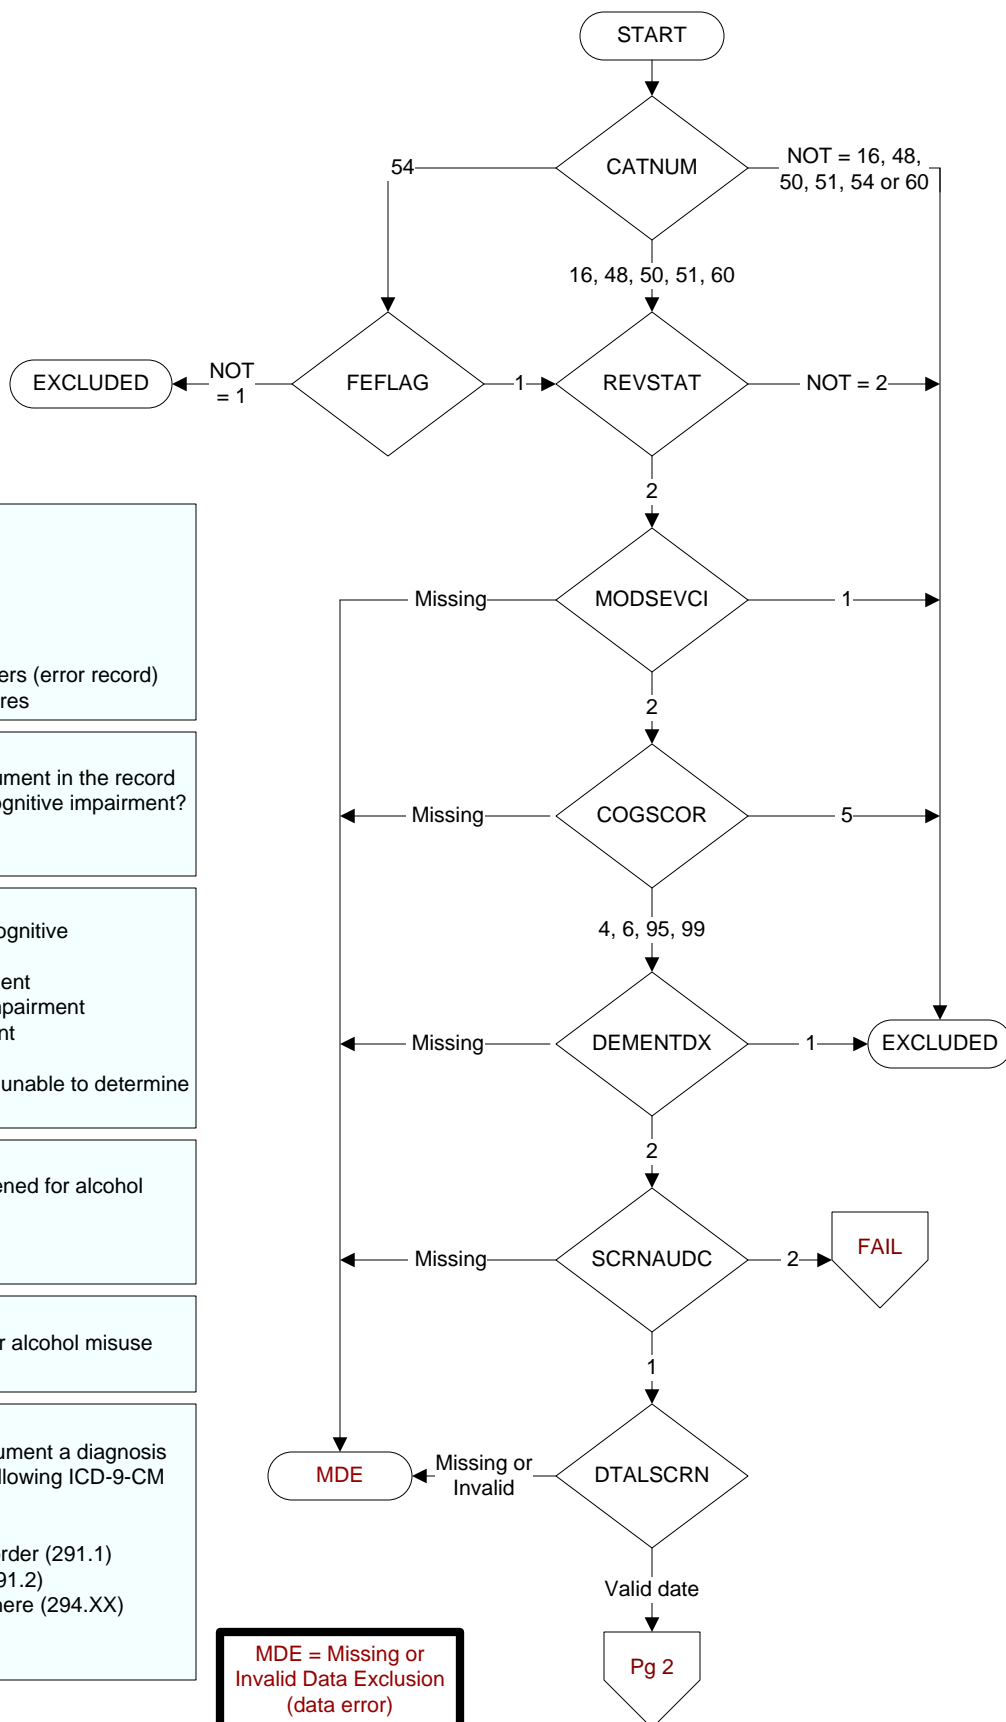 START
CATNUM
54
NOT = 16, 48,
50, 51, 54 or 60
16, 48, 50, 51, 60
EXCLUDED
NOT
= 1
FEFLAG
1
REVSTAT
NOT = 2
2
ers (error record)
res
Missing
MODSEVCI
1
2
ument in the record
ognitive impairment?
Missing
COGSCOR
5
4, 6, 95, 99
ognitive
ent
npairment
nt
unable to determine
Missing
DEMENTDX
1
EXCLUDED
2
ened for alcohol
Missing
SCRNAUDC
2
FAIL
1
r alcohol misuse
ument a diagnosis
llowing ICD-9-CM
order (291.1)
91.2)
here (294.XX)
MDE
Missing or
Invalid
DTALSCRN
Valid date
Pg 2
MDE = Missing or
Invalid Data Exclusion
(data error)